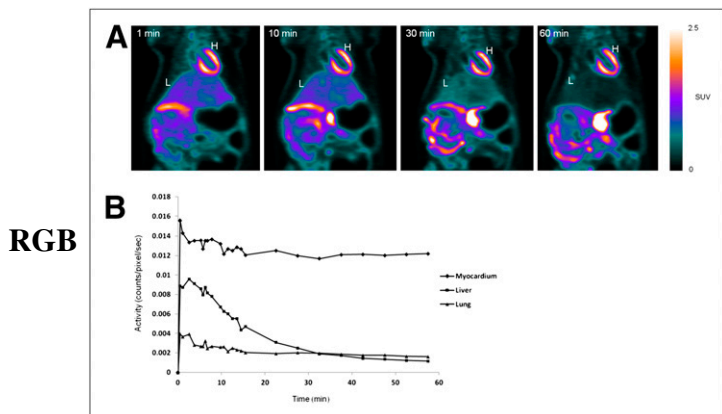 RGB
A
1 min
H
L
10 min
H
L
30 min
H
L
60 min
H
L
2.5
SUV
0
B
0.018
0.016
0.014
0.012
0.01
0.008
0.006
0.004
0.002
0
Activity (counts/pixel/sec)
0 10 20 30 40 50 60
Time (min)
Myocardium
Liver
Lung